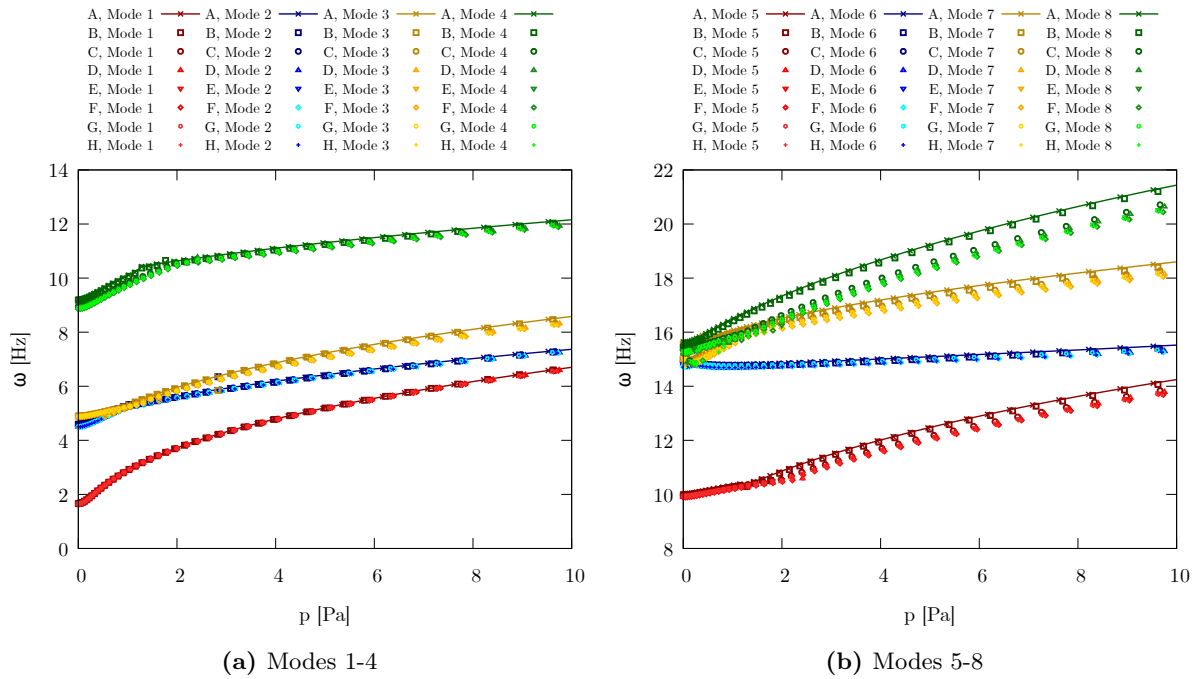 A, Mode 1 A, Mode 2 A, Mode 3 A, Mode 4
B, Mode 1 B, Mode 2 B, Mode 3 B, Mode 4
C, Mode 1 C, Mode 2 C, Mode 3 C, Mode 4
D, Mode 1 D, Mode 2 D, Mode 3 D, Mode 4
E, Mode 1 E, Mode 2 E, Mode 3 E, Mode 4
F, Mode 1 F, Mode 2 F, Mode 3 F, Mode 4
G, Mode 1 G, Mode 2 G, Mode 3 G, Mode 4
H, Mode 1 H, Mode 2 H, Mode 3 H, Mode 4
14
12
10
8
6
4
2
0
ω [Hz]
0 2 4 6 8 10
p [Pa]
(a) Modes 1-4
A, Mode 5 A, Mode 6 A, Mode 7 A, Mode 8
B, Mode 5 B, Mode 6 B, Mode 7 B, Mode 8
C, Mode 5 C, Mode 6 C, Mode 7 C, Mode 8
D, Mode 5 D, Mode 6 D, Mode 7 D, Mode 8
E, Mode 5 E, Mode 6 E, Mode 7 E, Mode 8
F, Mode 5 F, Mode 6 F, Mode 7 F, Mode 8
G, Mode 5 G, Mode 6 G, Mode 7 G, Mode 8
H, Mode 5 H, Mode 6 H, Mode 7 H, Mode 8
22
20
18
16
14
12
10
8
ω [Hz]
0 2 4 6 8 10
p [Pa]
(b) Modes 5-8